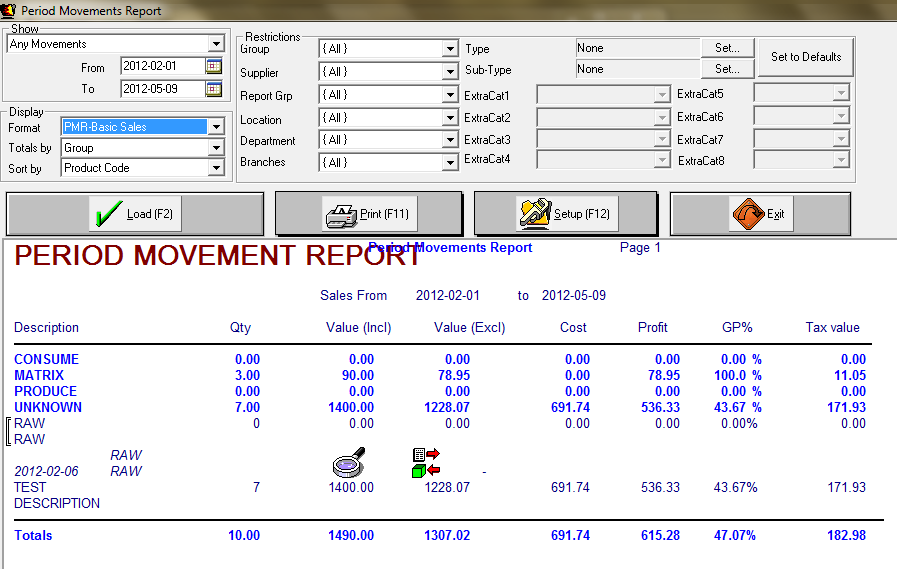 Period Movements Report
Show
Any Movements
From 2012-02-01
To 2012-05-09
Display
Format PMR-Basic Sales
Totals by Group
Sort by Product Code
Restrictions
Group { All }
Supplier { All }
Report Grp { All }
Location { All }
Department { All }
Branches { All }
Type None Set...
Sub-Type None Set...
ExtraCat1
ExtraCat2
ExtraCat3
ExtraCat4
ExtraCat5
ExtraCat6
ExtraCat7
ExtraCat8
Set to Defaults
Load (F2) Print (F11) Setup (F12) Exit
PERIOD MOVEMENT REPORT
Period Movements Report Page 1
Sales From 2012-02-01 to 2012-05-09
Description Qty Value (Incl) Value (Excl) Cost Profit GP% Tax value
CONSUME 0.00 0.00 0.00 0.00 0.00 0.00 % 0.00
MATRIX 3.00 90.00 78.95 0.00 78.95 100.0 % 11.05
PRODUCE 0.00 0.00 0.00 0.00 0.00 0.00 % 0.00
UNKNOWN 7.00 1400.00 1228.07 691.74 536.33 43.67 % 171.93
RAW 0 0.00 0.00 0.00 0.00 0.00% 0.00
RAW
RAW
2012-02-06 RAW -
TEST 7 1400.00 1228.07 691.74 536.33 43.67% 171.93
DESCRIPTION
Totals 10.00 1490.00 1307.02 691.74 615.28 47.07% 182.98